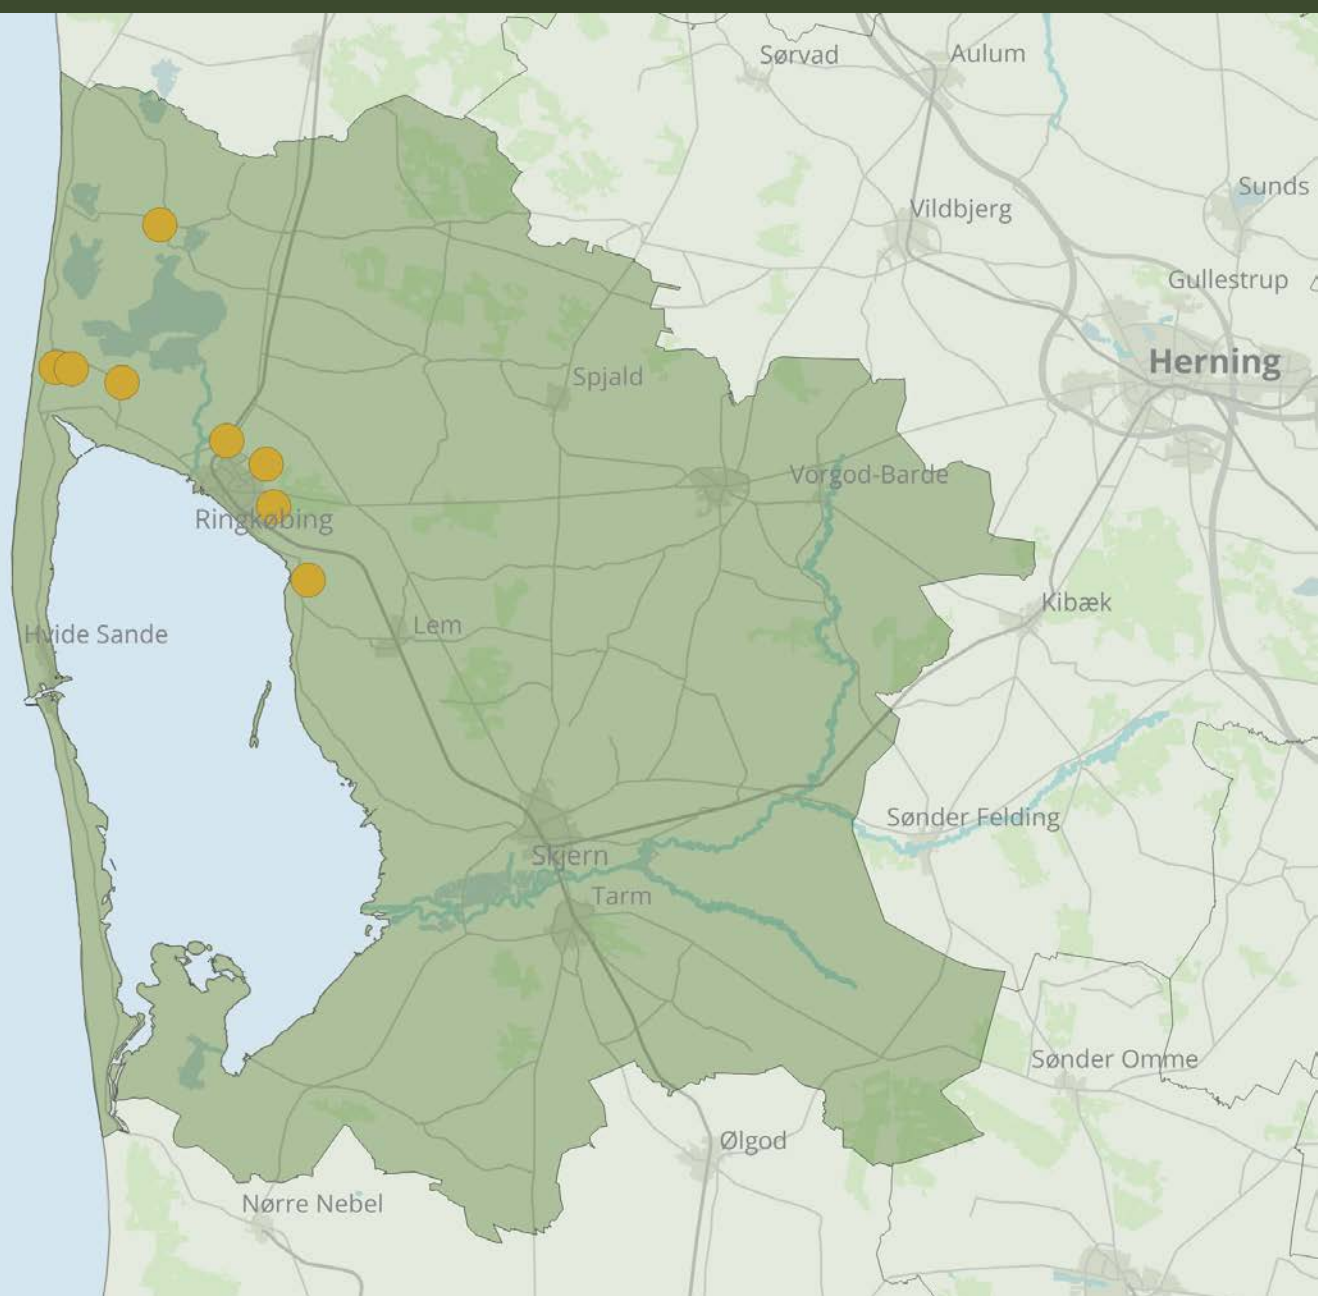 Sørvad
Aulum
Sunds
Vildbjerg
Gullestrup
Herning
Spjald
Vorgod-Barde
Ringkøbing
Kibæk
Lem
Hvide Sande
Sønder Felding
Skjern
Tarm
Sønder Omme
Ølgod
Nørre Nebel